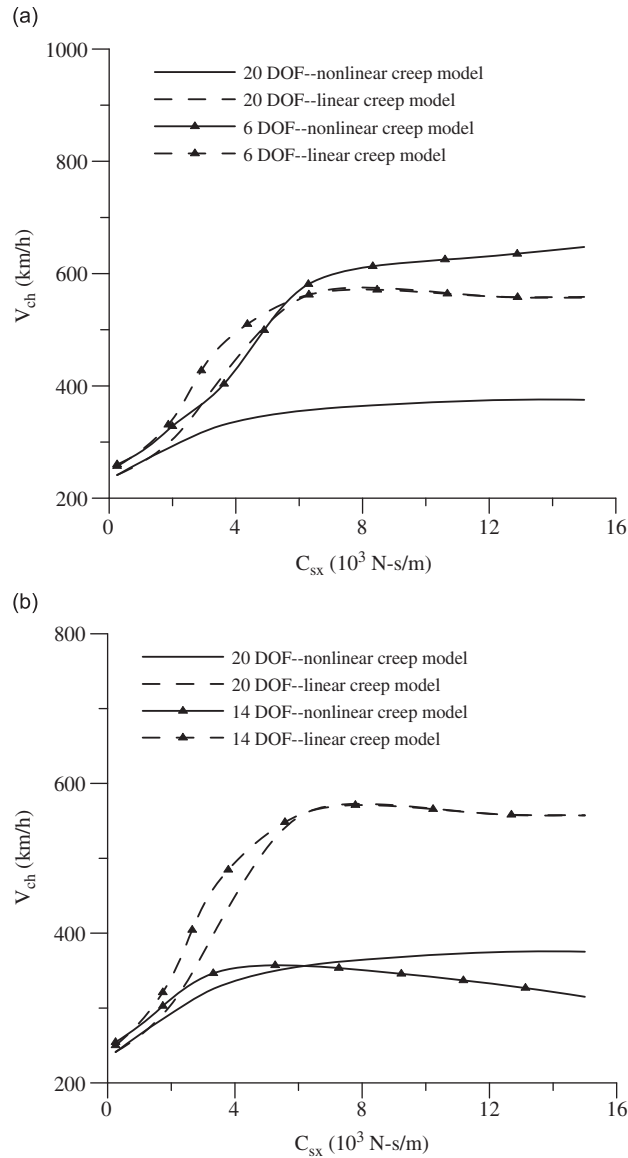 (a)
1000
800
600
400
200
V_ch (km/h)
20 DOF--nonlinear creep model
20 DOF--linear creep model
6 DOF--nonlinear creep model
6 DOF--linear creep model
0 4 8 12 16
C_sx (10^3 N-s/m)
(b)
800
600
400
200
V_ch (km/h)
20 DOF--nonlinear creep model
20 DOF--linear creep model
14 DOF--nonlinear creep model
14 DOF--linear creep model
0 4 8 12 16
C_sx (10^3 N-s/m)